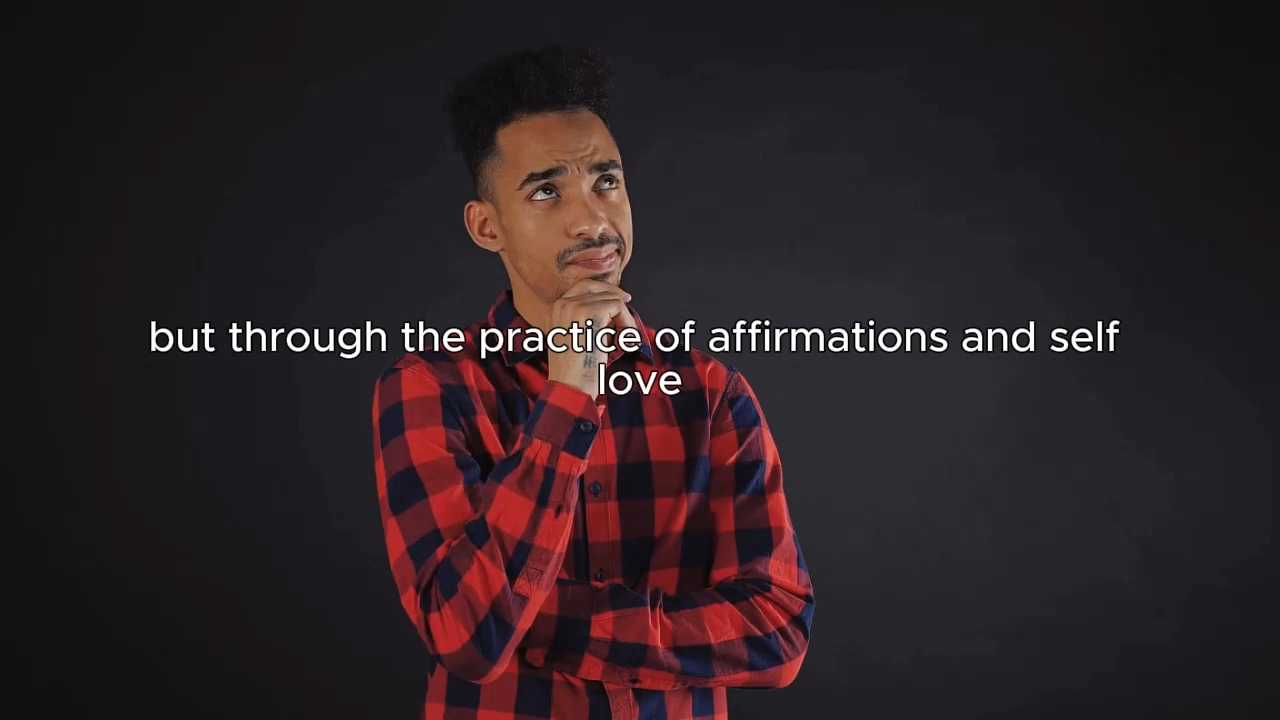 but through the practice of affirmations and self
love